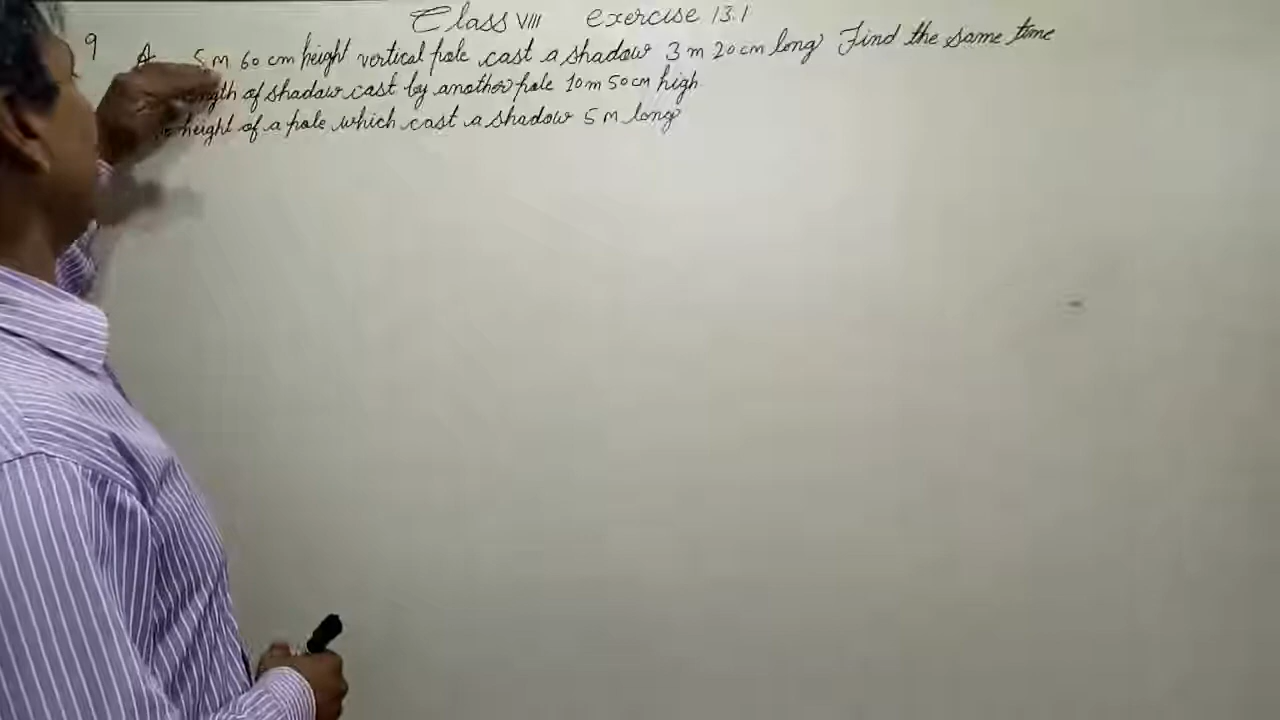 Class VIII exercise 13.1
9 A 5 m 60 cm height vertical pole cast a shadow 3 m 20 cm long Find the same time
length of shadow cast by another pole 10 m 50 cm high
height of a pole which cast a shadow 5 m long